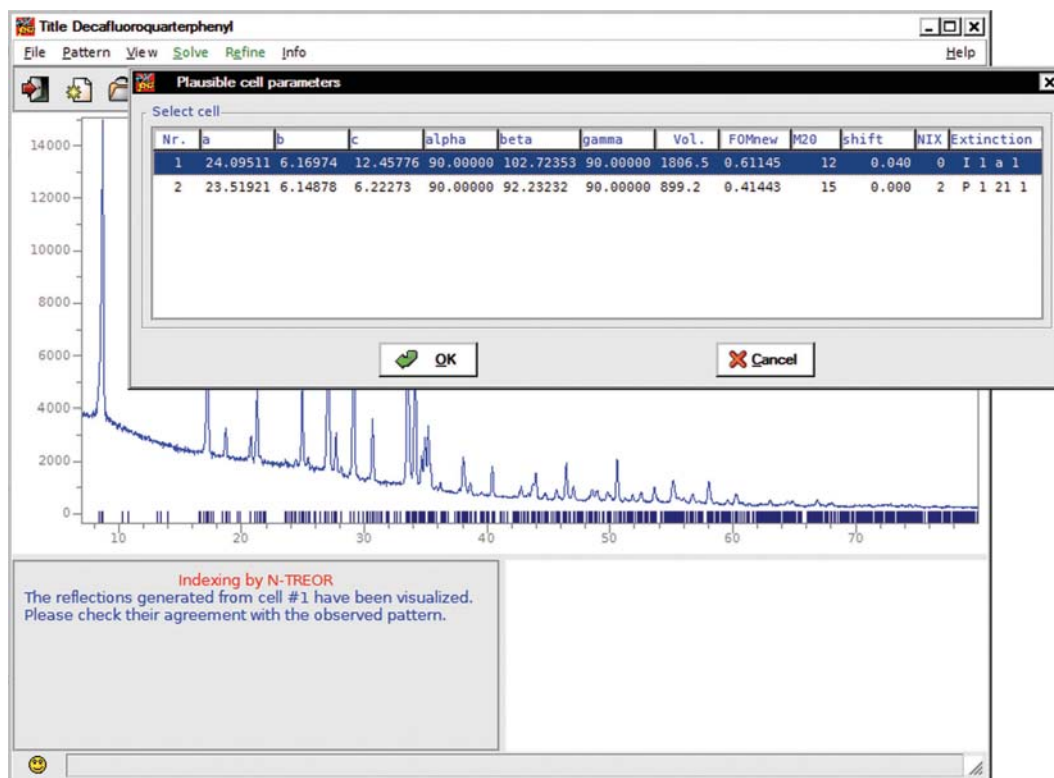 Title Decafluoroquarterphenyl
File Pattern View Solve Refine Info Help
Plausible cell parameters
Select cell
Nr. a b c alpha beta gamma Vol. FOMnew M20 shift NIX Extinction
1 24.09511 6.16974 12.45776 90.00000 102.72353 90.00000 1806.5 0.61145 12 0.040 0 I 1 a 1
2 23.51921 6.14878 6.22273 90.00000 92.23232 90.00000 899.2 0.41443 15 0.000 2 P 1 21 1
OK Cancel
14000
12000
10000
8000
6000
4000
2000
0
10 20 30 40 50 60 70
Indexing by N-TREOR
The reflections generated from cell #1 have been visualized.
Please check their agreement with the observed pattern.